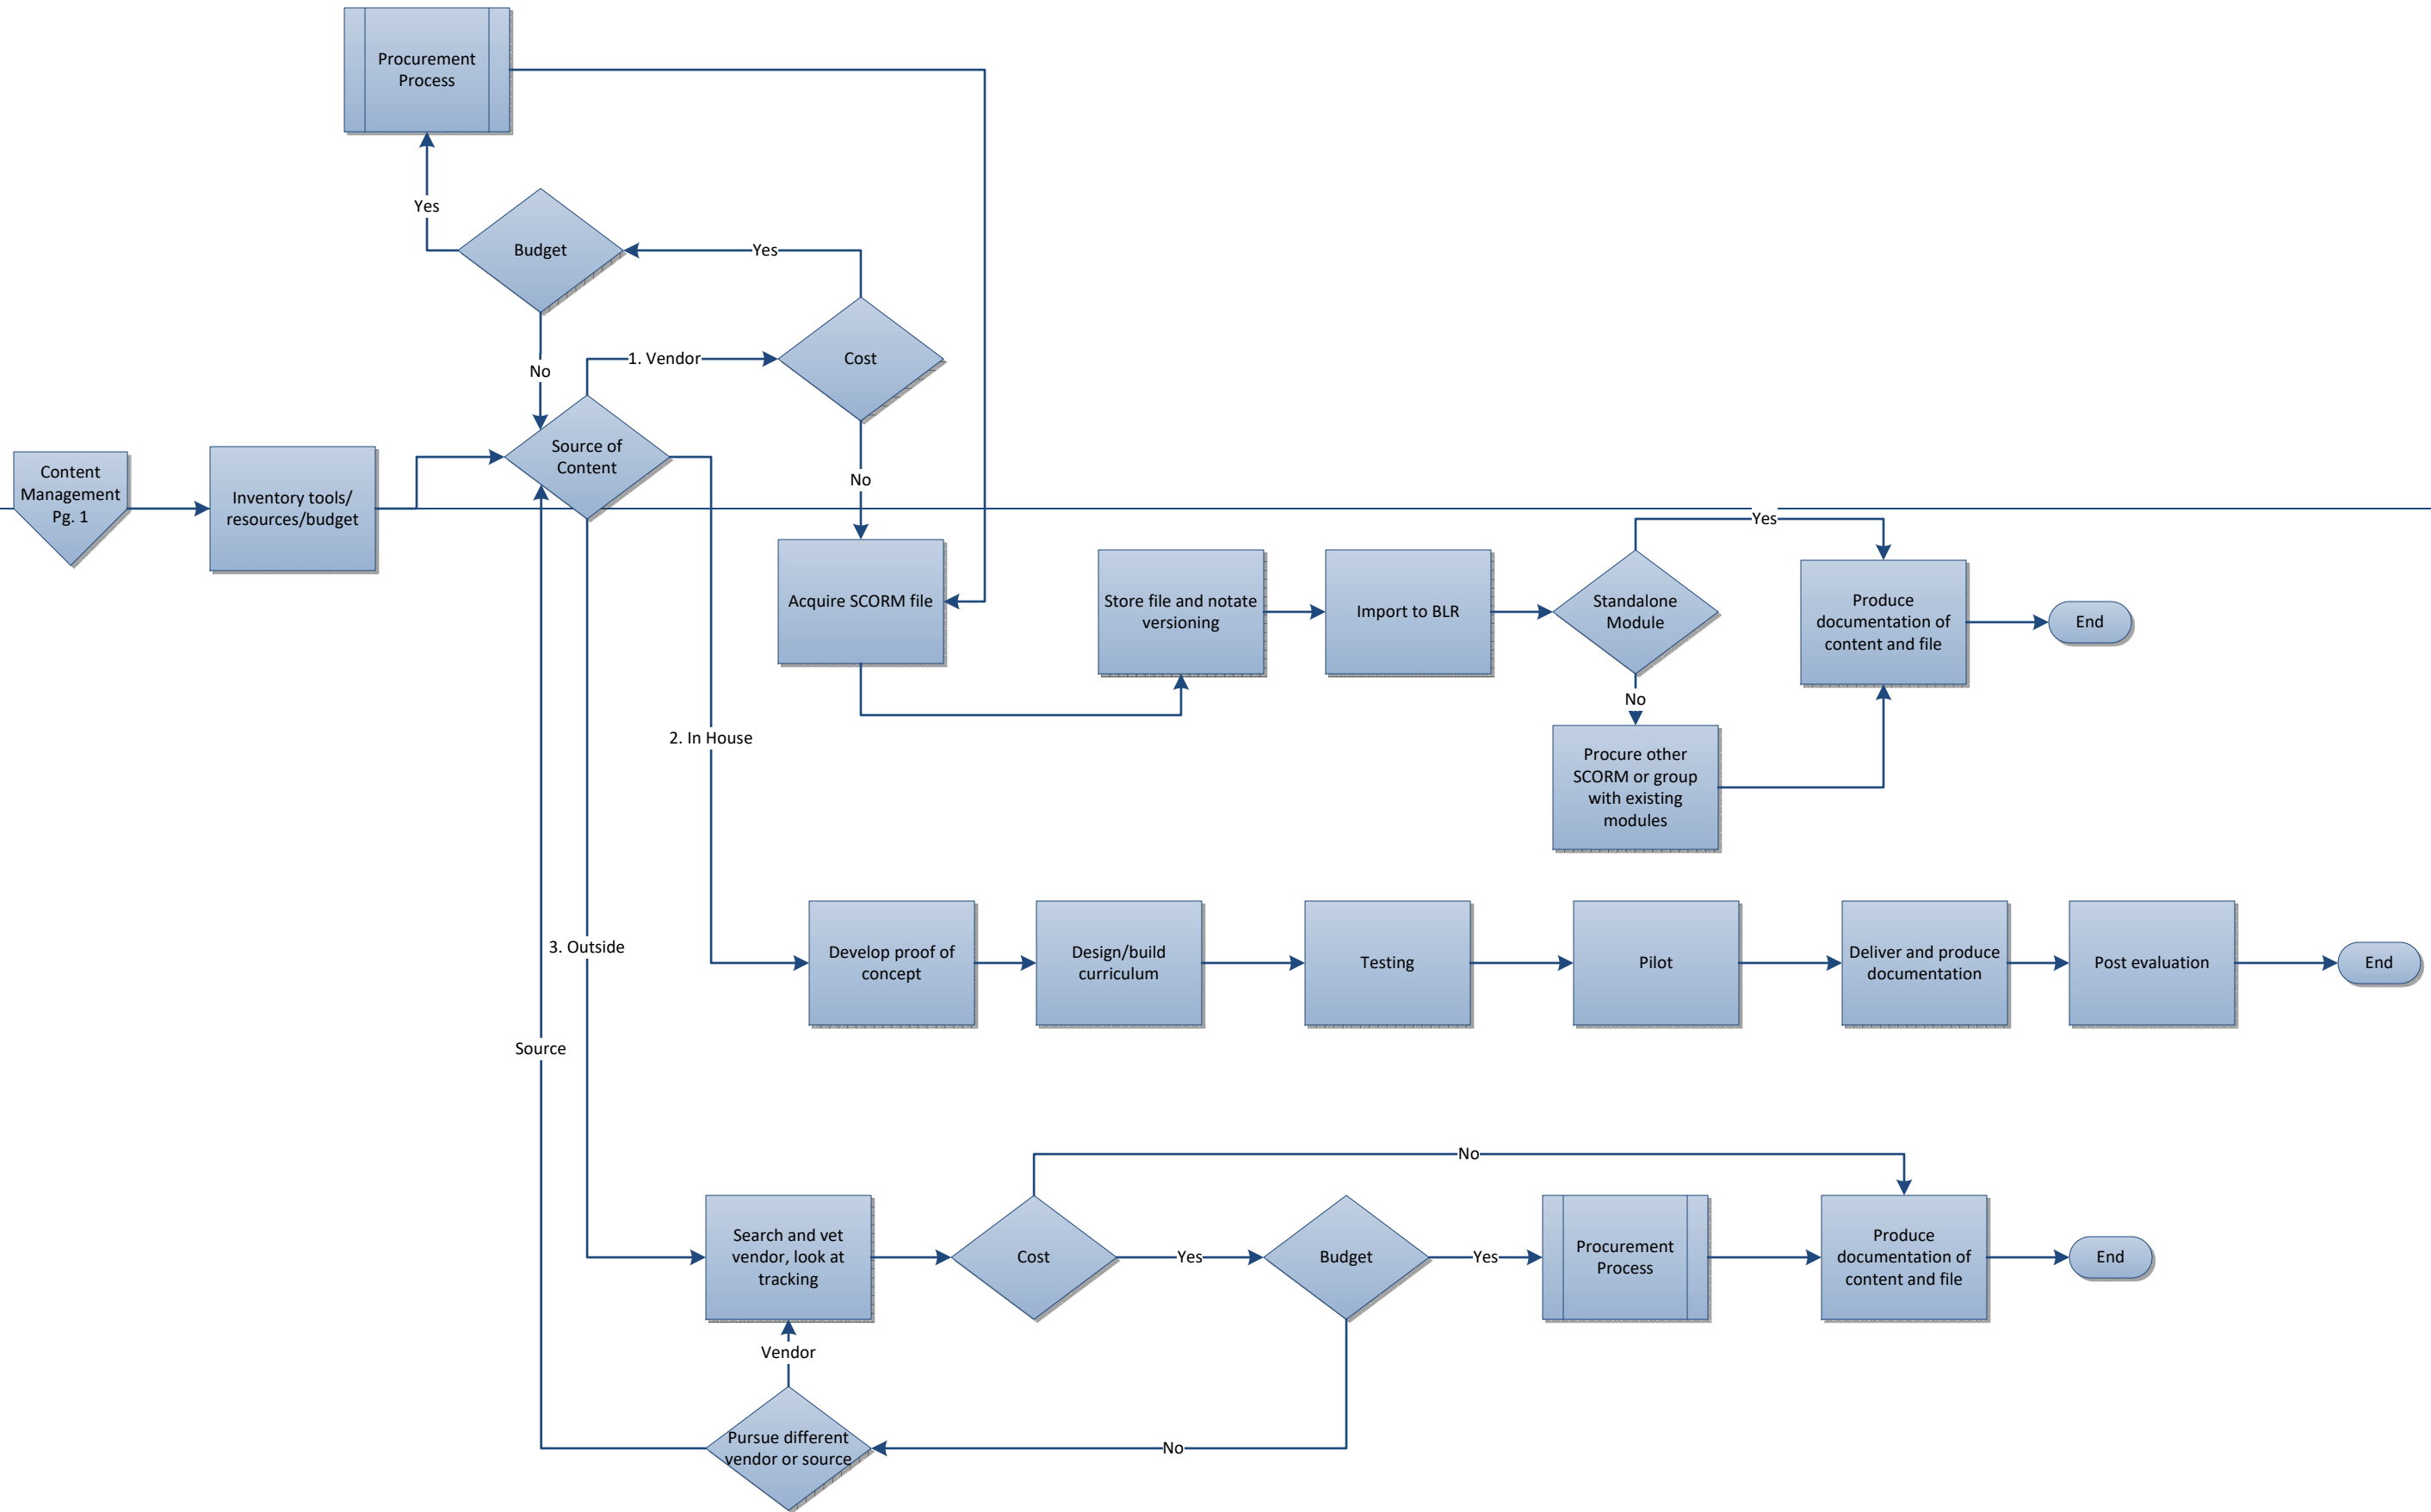 Procurement
Process
Yes
Budget
Yes
No
1. Vendor
Cost
Content
Management
Pg. 1
Inventory tools/
resources/budget
Source of
Content
No
Acquire SCORM file
Store file and notate
versioning
Import to BLR
Standalone
Module
Yes
Produce
documentation of
content and file
End
No
2. In House
Procure other
SCORM or group
with existing
modules
3. Outside
Develop proof of
concept
Design/build
curriculum
Testing
Pilot
Deliver and produce
documentation
Post evaluation
End
Source
No
Search and vet
vendor, look at
tracking
Cost
Yes
Budget
Yes
Procurement
Process
Produce
documentation of
content and file
End
Vendor
Pursue different
vendor or source
No